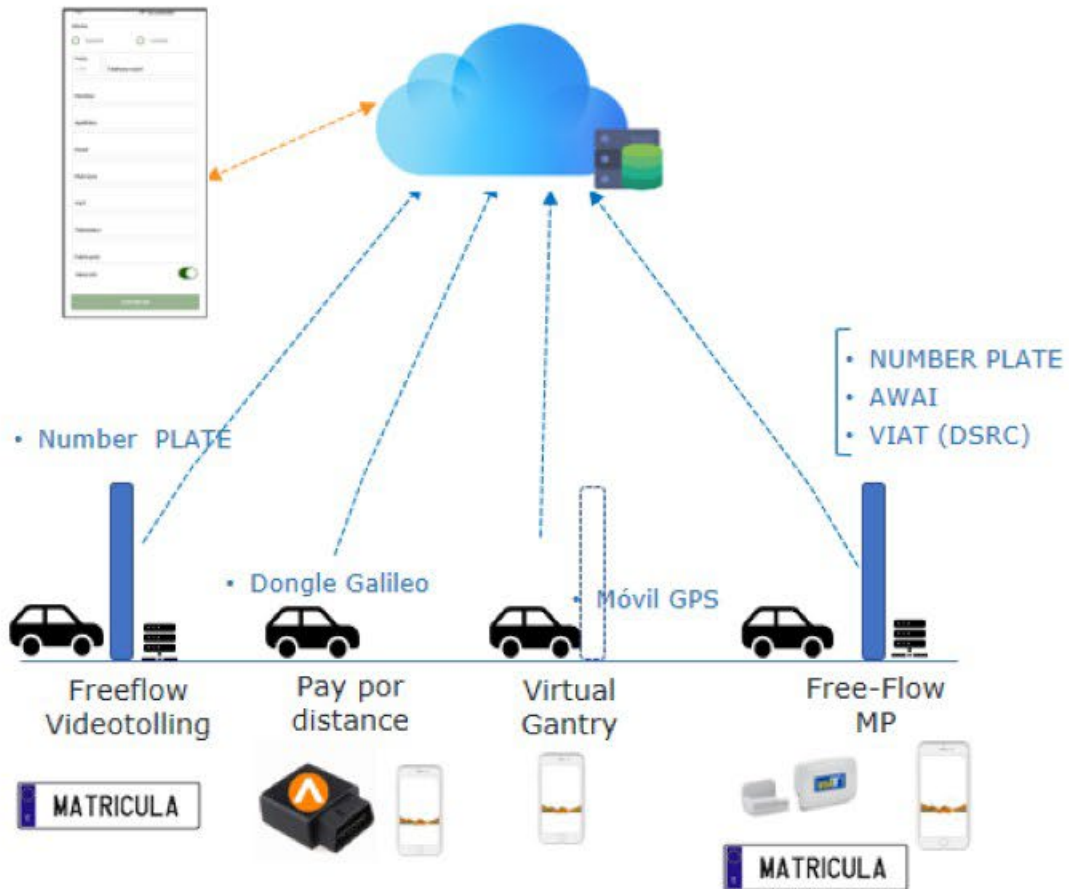 • NUMBER PLATE
• AWAI
• VIAT (DSRC)
• Number PLATE
• Dongle Galileo
• Móvil GPS
Freeflow
Videotolling
Pay por
distance
Virtual
Gantry
Free-Flow
MP
MATRICULA
MATRICULA